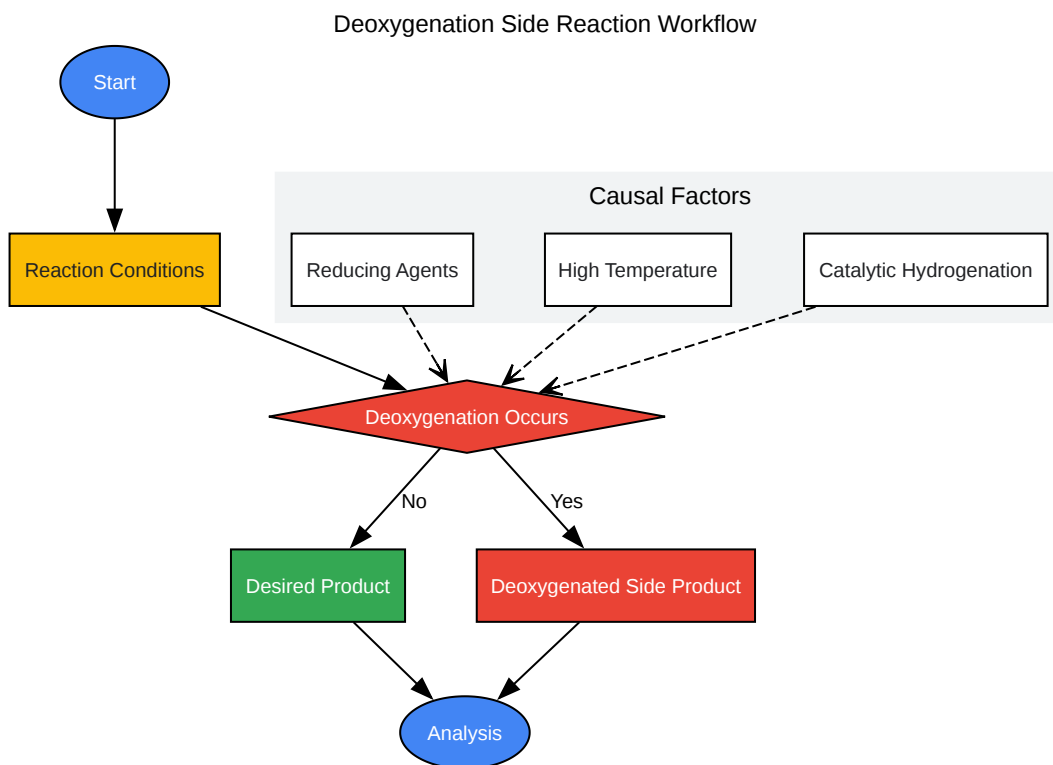 Deoxygenation Side Reaction Workflow
Start
Causal Factors
Reaction Conditions
Reducing Agents
High Temperature
Catalytic Hydrogenation
Deoxygenation Occurs
No
Yes
Desired Product
Deoxygenated Side Product
Analysis